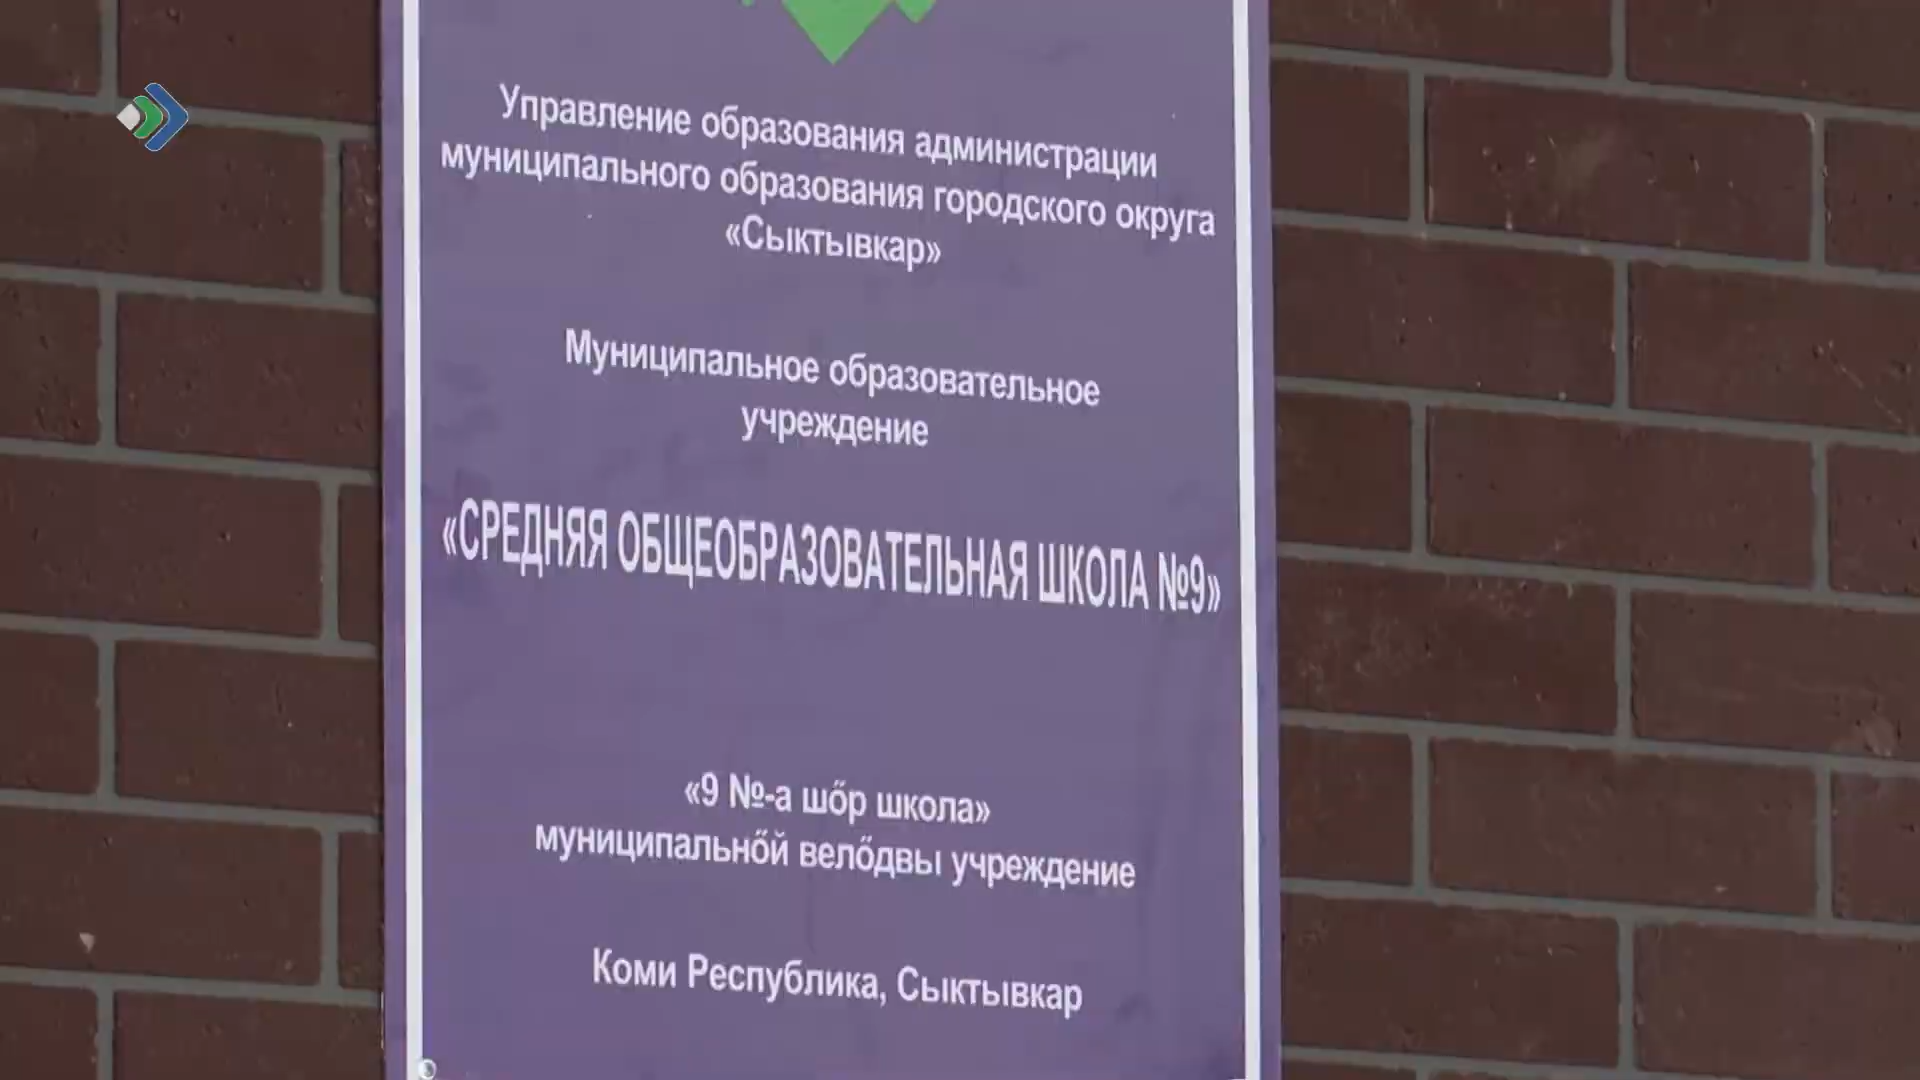 Управление образования администрации
муниципального образования городского округа
«Сыктывкар»
Муниципальное образовательное
учреждение
«СРЕДНЯЯ ОБЩЕОБРАЗОВАТЕЛЬНАЯ ШКОЛА №9»
«9 №-а шӧр школа»
муниципальнӧй велӧдвы учреждение
Коми Республика, Сыктывкар